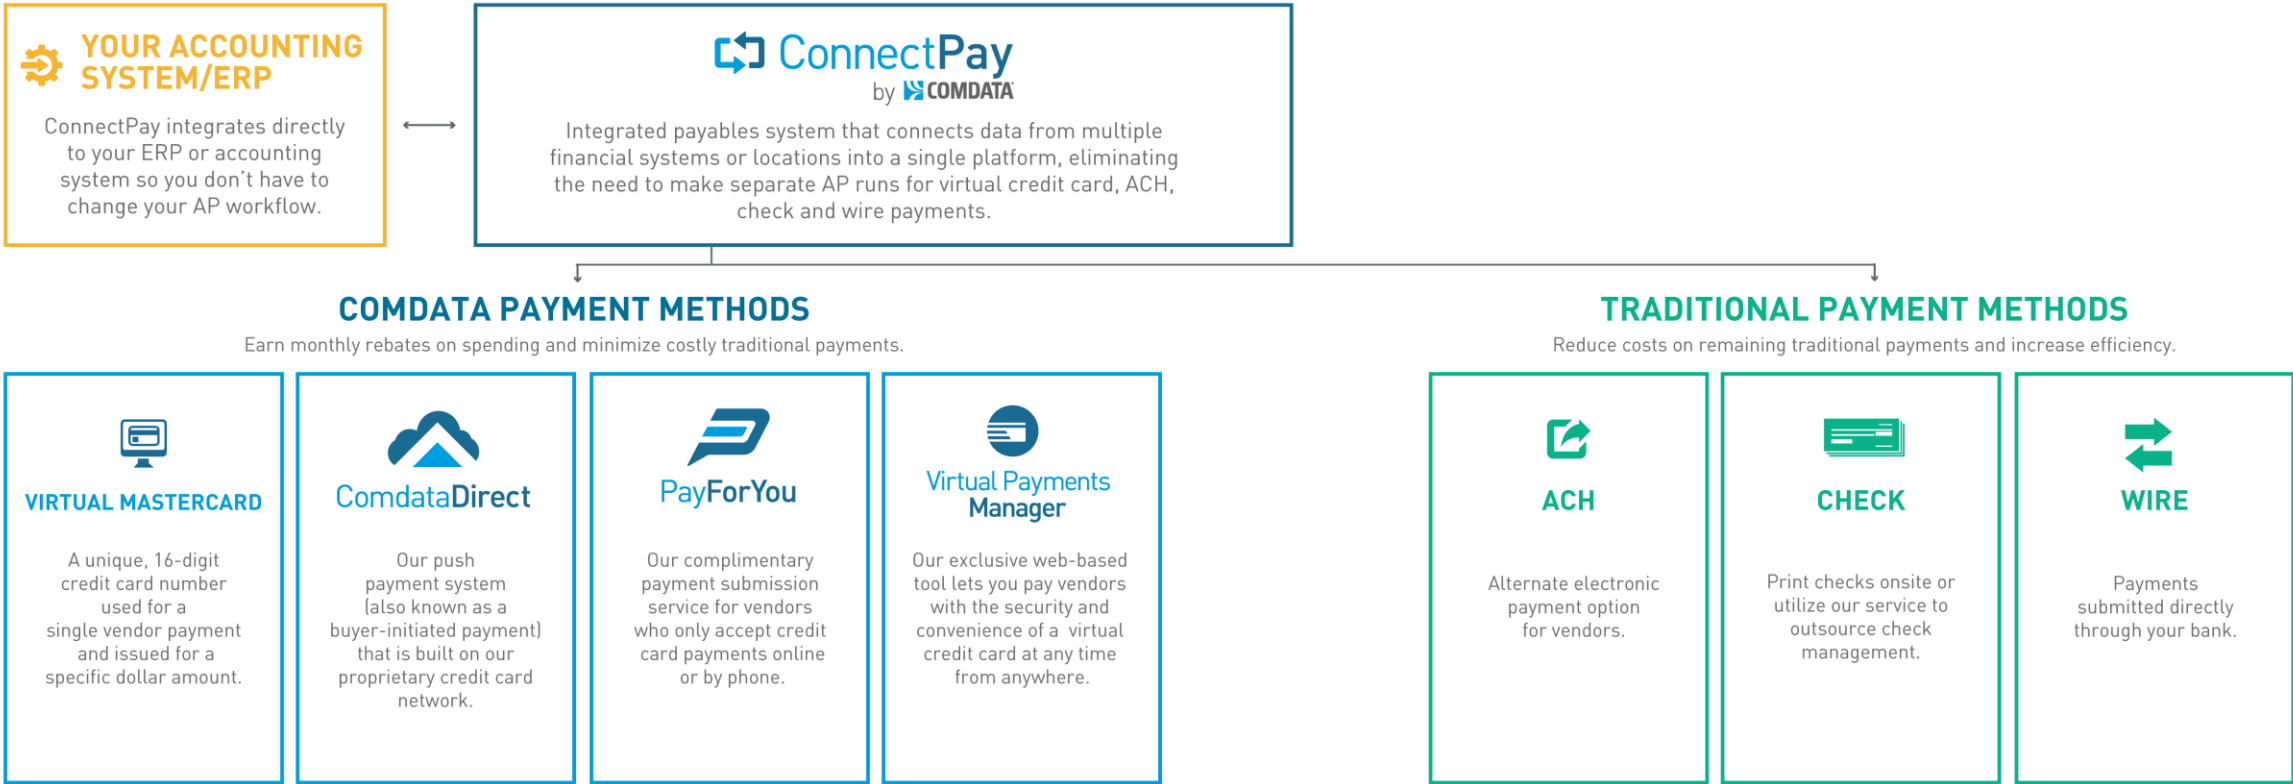 YOUR ACCOUNTING
SYSTEM/ERP
ConnectPay integrates directly
to your ERP or accounting
system so you don't have to
change your AP workflow.
ConnectPay
by COMDATA
Integrated payables system that connects data from multiple
financial systems or locations into a single platform, eliminating
the need to make separate AP runs for virtual credit card, ACH,
check and wire payments.
COMDATA PAYMENT METHODS
Earn monthly rebates on spending and minimize costly traditional payments.
VIRTUAL MASTERCARD
A unique, 16-digit
credit card number
used for a
single vendor payment
and issued for a
specific dollar amount.
ComdataDirect
Our push
payment system
(also known as a
buyer-initiated payment)
that is built on our
proprietary credit card
network.
PayForYou
Our complimentary
payment submission
service for vendors
who only accept credit
card payments online
or by phone.
Virtual Payments
Manager
Our exclusive web-based
tool lets you pay vendors
with the security and
convenience of a virtual
credit card at any time
from anywhere.
TRADITIONAL PAYMENT METHODS
Reduce costs on remaining traditional payments and increase efficiency.
ACH
Alternate electronic
payment option
for vendors.
CHECK
Print checks onsite or
utilize our service to
outsource check
management.
WIRE
Payments
submitted directly
through your bank.